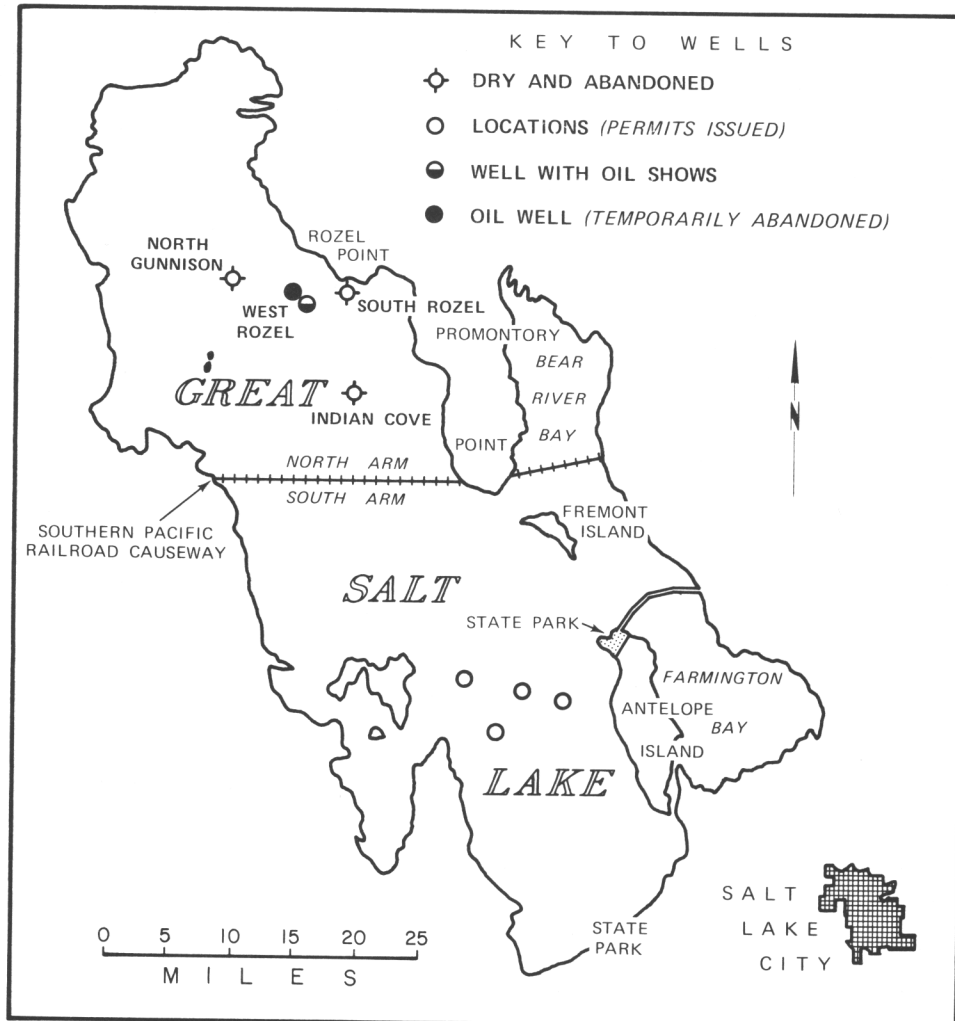 KEY TO WELLS
DRY AND ABANDONED
LOCATIONS (PERMITS ISSUED)
WELL WITH OIL SHOWS
OIL WELL (TEMPORARILY ABANDONED)
ROZEL
POINT
NORTH
GUNNISON
WEST
ROZEL
SOUTH ROZEL
PROMONTORY
POINT
BEAR
RIVER
BAY
N
GREAT
INDIAN COVE
NORTH ARM
SOUTH ARM
SOUTHERN PACIFIC
RAILROAD CAUSEWAY
FREMONT
ISLAND
SALT
STATE PARK
FARMINGTON
BAY
ANTELOPE
ISLAND
LAKE
STATE
PARK
SALT
LAKE
CITY
0 5 10 15 20 25
MILES